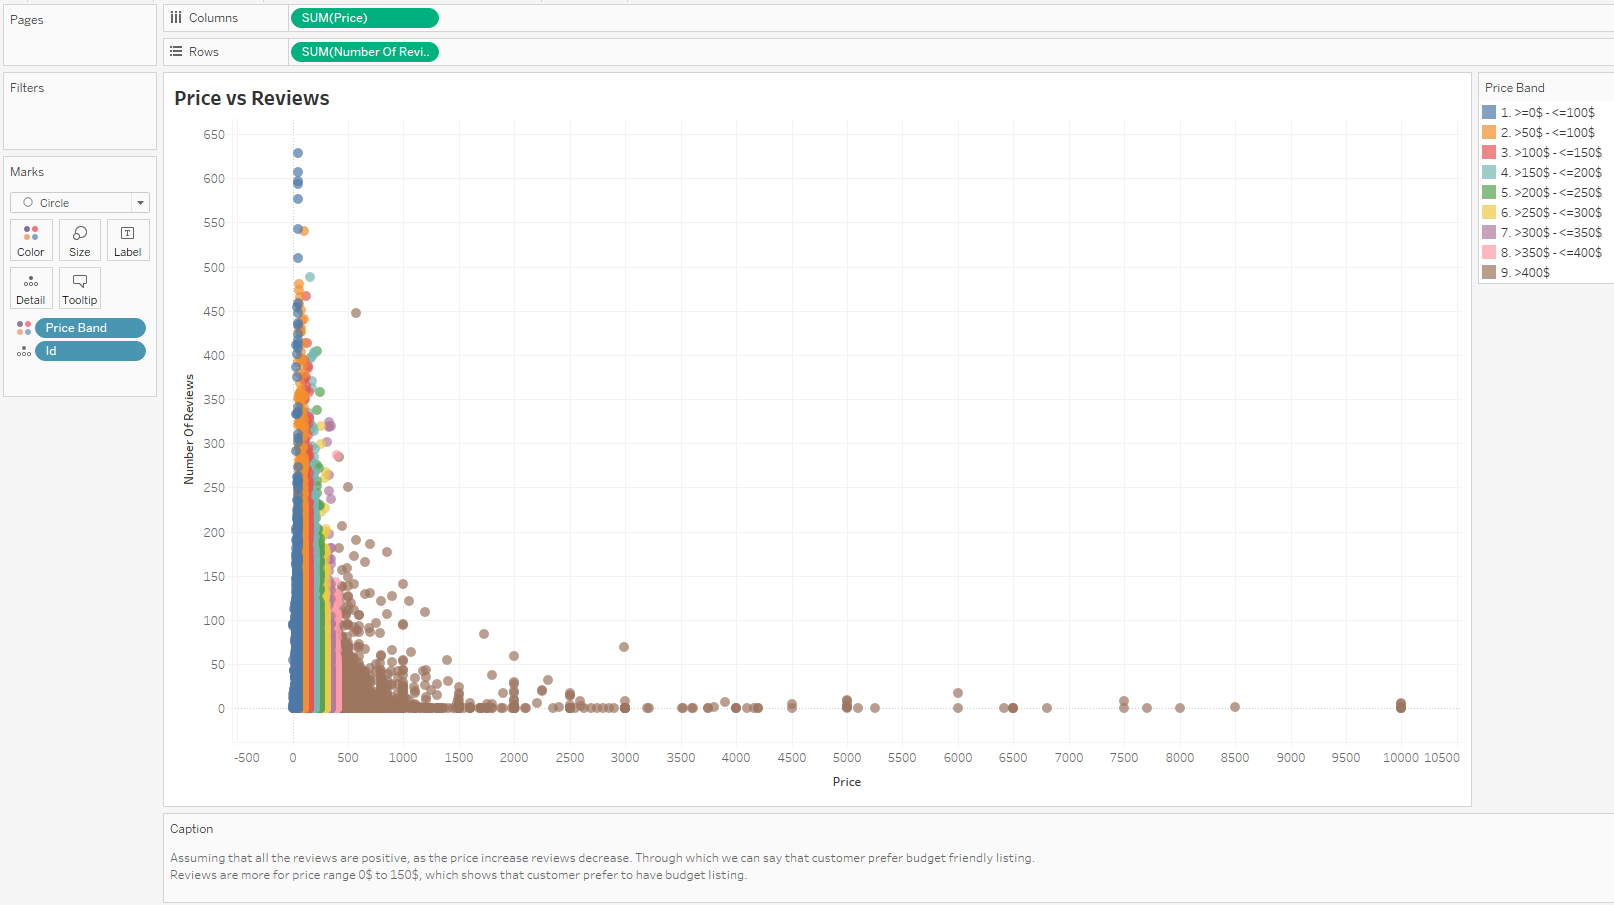 Pages
Columns
SUM(Price)
Rows
SUM(Number Of Revi..
Filters
Marks
Circle
Color
Size
Label
Detail
Tooltip
Price Band
Id
Price vs Reviews
650
600
550
500
450
400
350
300
250
200
150
100
50
0
Number Of Reviews
-500 0 500 1000 1500 2000 2500 3000 3500 4000 4500 5000 5500 6000 6500 7000 7500 8000 8500 9000 9500 10000 10500
Price
Price Band
1. >=0$ - <=100$
2. >50$ - <=100$
3. >100$ - <=150$
4. >150$ - <=200$
5. >200$ - <=250$
6. >250$ - <=300$
7. >300$ - <=350$
8. >350$ - <=400$
9. >400$
Caption
Assuming that all the reviews are positive, as the price increase reviews decrease. Through which we can say that customer prefer budget friendly listing.
Reviews are more for price range 0$ to 150$, which shows that customer prefer to have budget listing.